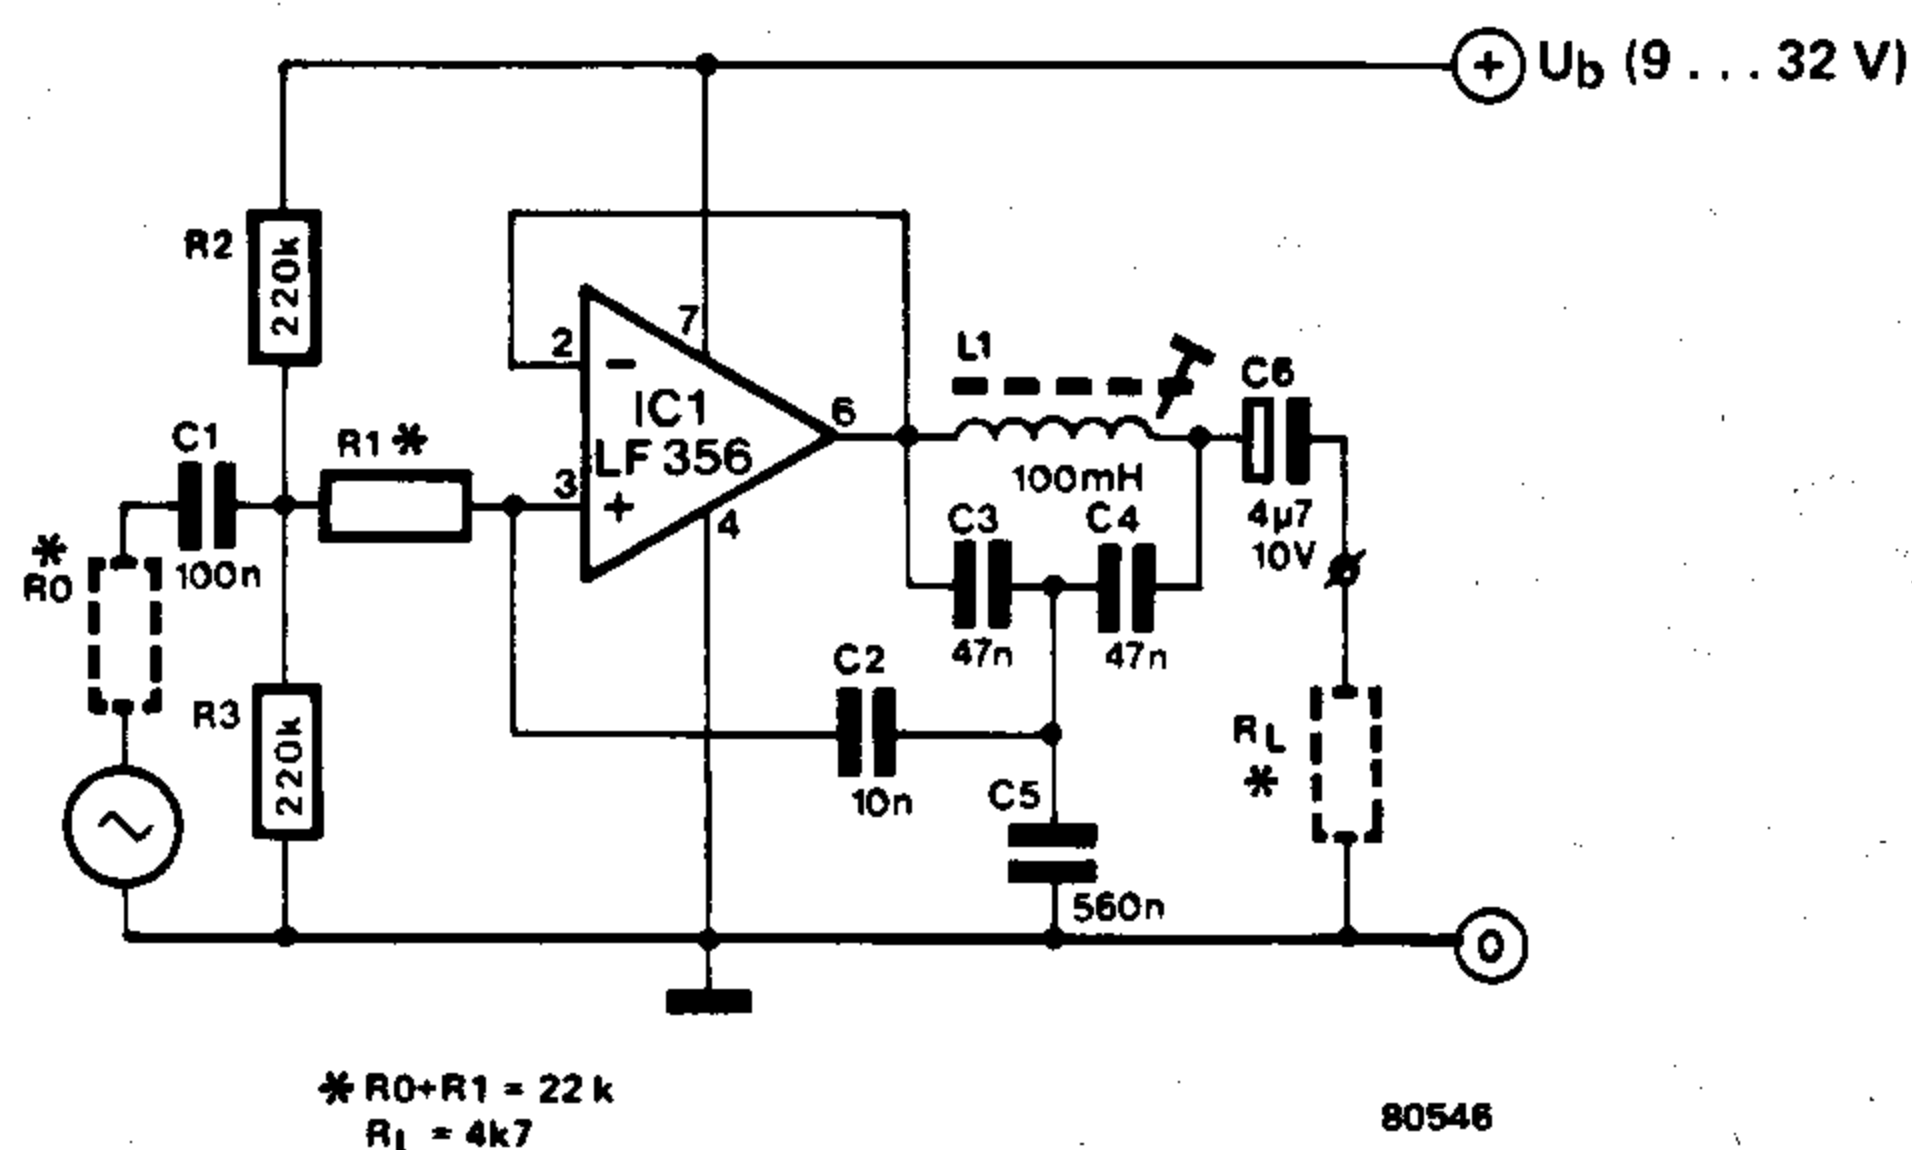 + Ub (9 . . . 32 V)
R2
220k
7
2
−
IC1
LF 356
6
3
+
4
L1
100mH
C6
4µ7
10V
C1
100n
R1 *
C3
47n
C4
47n
*
R0
R3
220k
C2
10n
C5
560n
RL
*
0
* R0+R1 = 22 k
RL = 4k7
80546